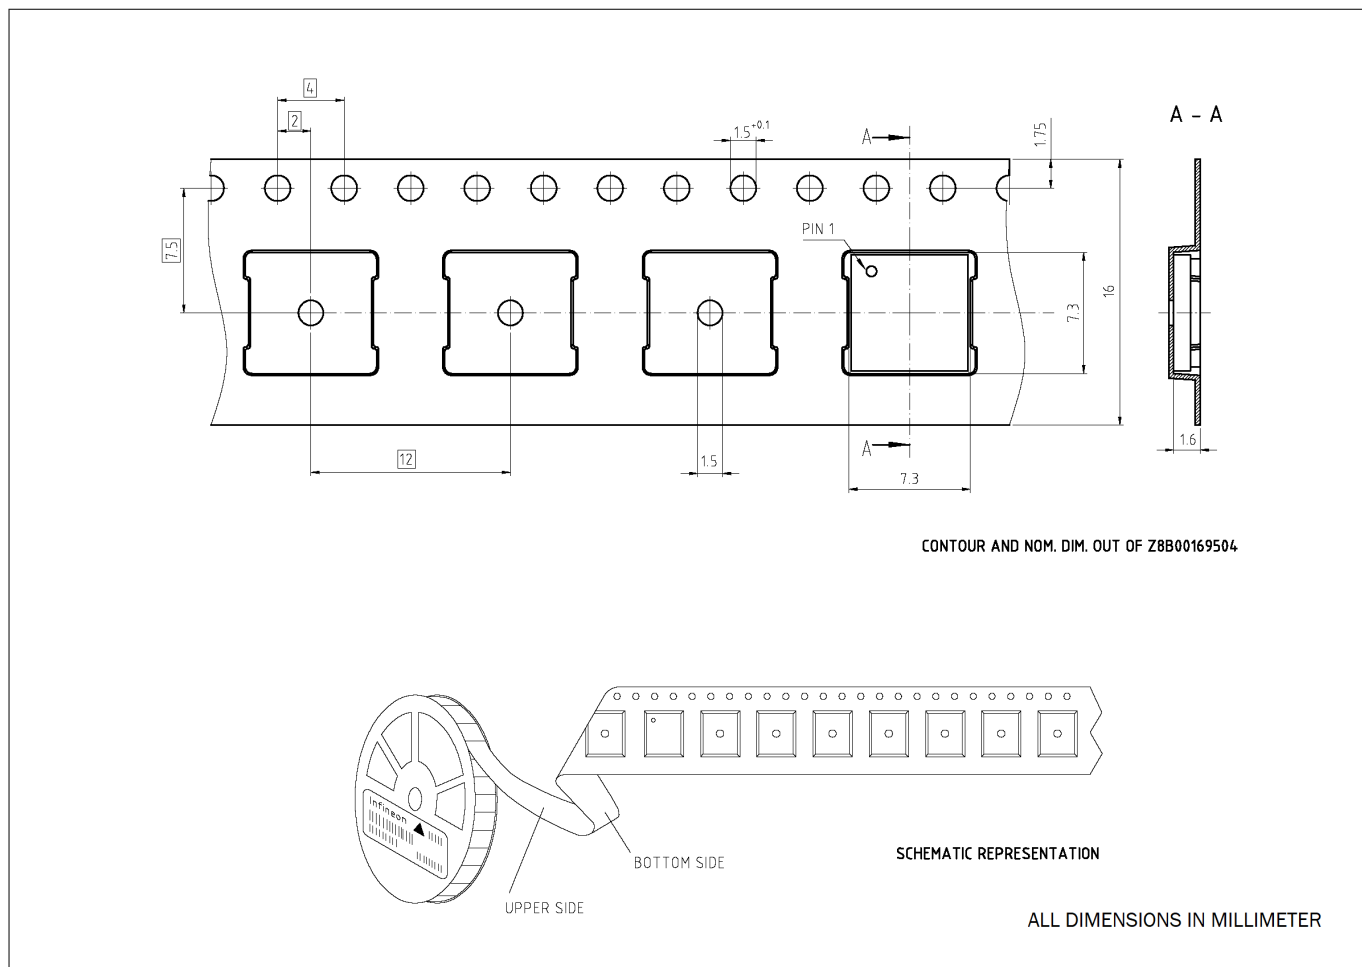 4
2
1.5+0.1
A
A - A
1.75
7.5
PIN 1
7.3
16
12
1.5
A
7.3
1.6
CONTOUR AND NOM. DIM. OUT OF Z8B00169504
Infineon
BOTTOM SIDE
SCHEMATIC REPRESENTATION
UPPER SIDE
ALL DIMENSIONS IN MILLIMETER